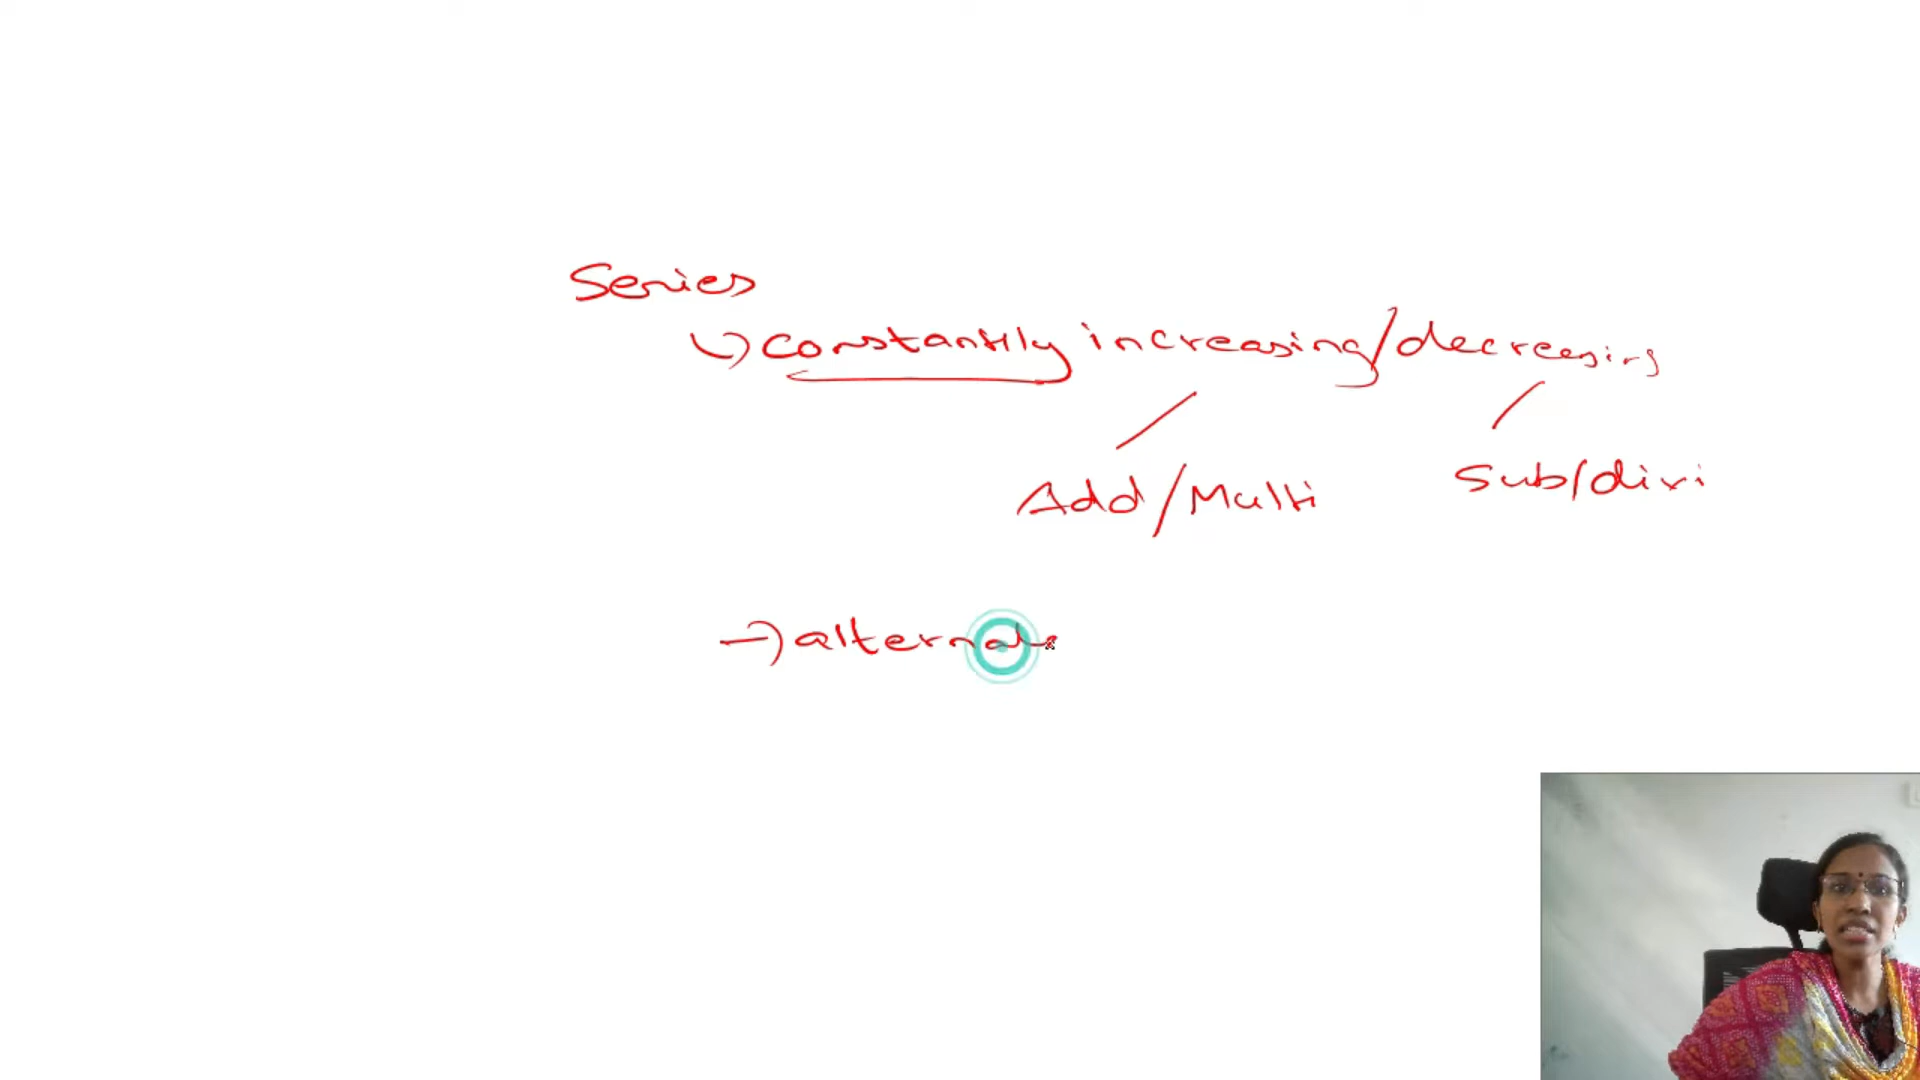 Series
↳ constantly increasing/decreasing
Add/Multi Sub/divi
→ alternate